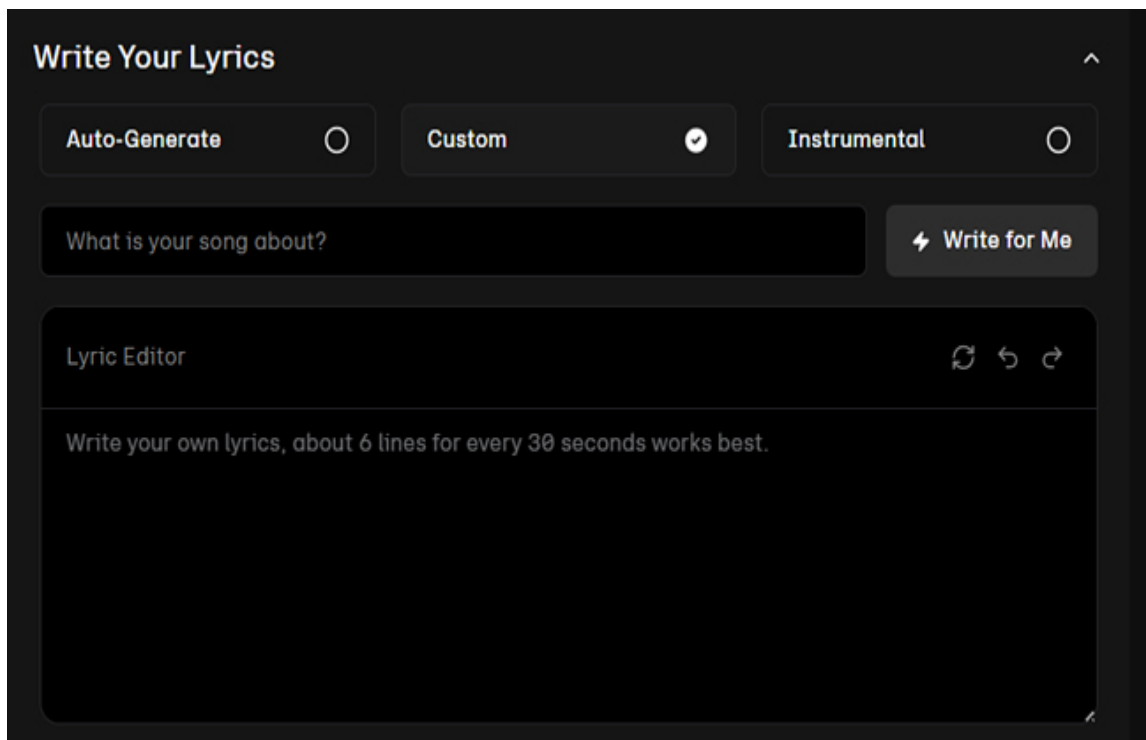 Write Your Lyrics
Auto-Generate Custom Instrumental
What is your song about? Write for Me
Lyric Editor
Write your own lyrics, about 6 lines for every 30 seconds works best.